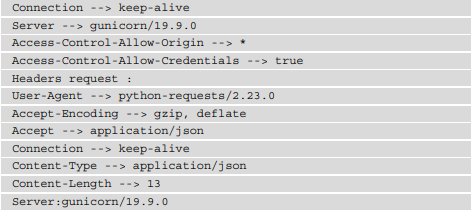 Connection --> keep-alive
Server --> gunicorn/19.9.0
Access-Control-Allow-Origin --> *
Access-Control-Allow-Credentials --> true
Headers request :
User-Agent --> python-requests/2.23.0
Accept-Encoding --> gzip, deflate
Accept --> application/json
Connection --> keep-alive
Content-Type --> application/json
Content-Length --> 13
Server:gunicorn/19.9.0